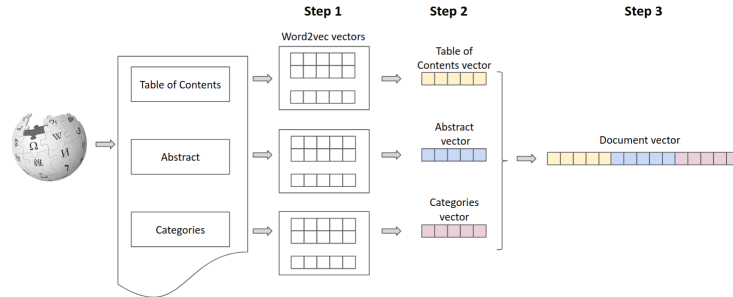 Step 1
Step 2
Step 3
Word2vec vectors
Table of Contents
Table of
Contents vector
Abstract
Abstract
vector
Document vector
Categories
Categories
vector
Ω
W
И